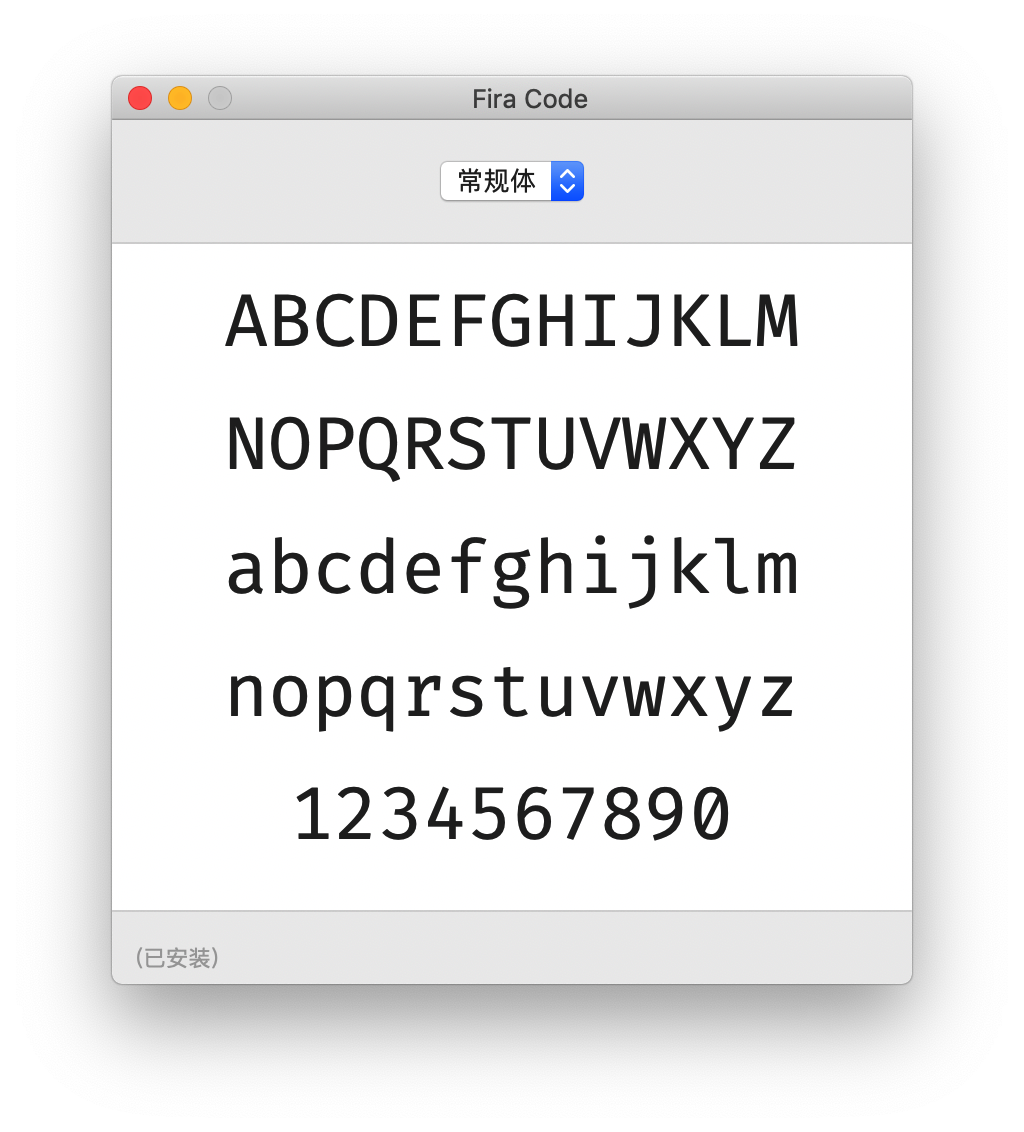 Fira Code
常规体
ABCDEFGHIJKLM
NOPQRSTUVWXYZ
abcdefghijklm
nopqrstuvwxyz
1234567890
(已安装)